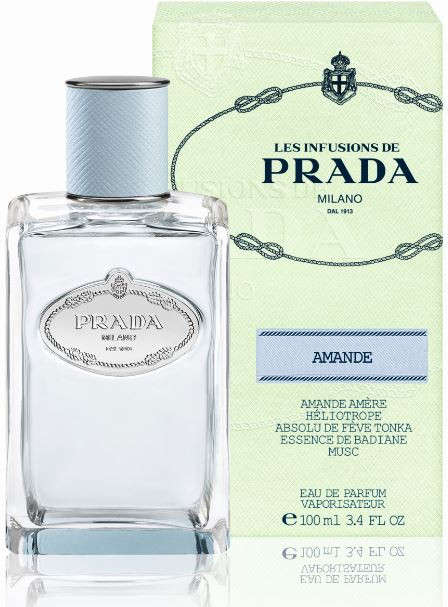 LES INFUSIONS DE
PRADA
MILANO
DAL 1913
PRADA
AMANDE
AMANDE AMÈRE
HÉLIOTROPE
ABSOLU DE FÈVE TONKA
ESSENCE DE BADIANE
MUSC
EAU DE PARFUM
VAPORISATEUR
e 100 ml 3.4 FL OZ